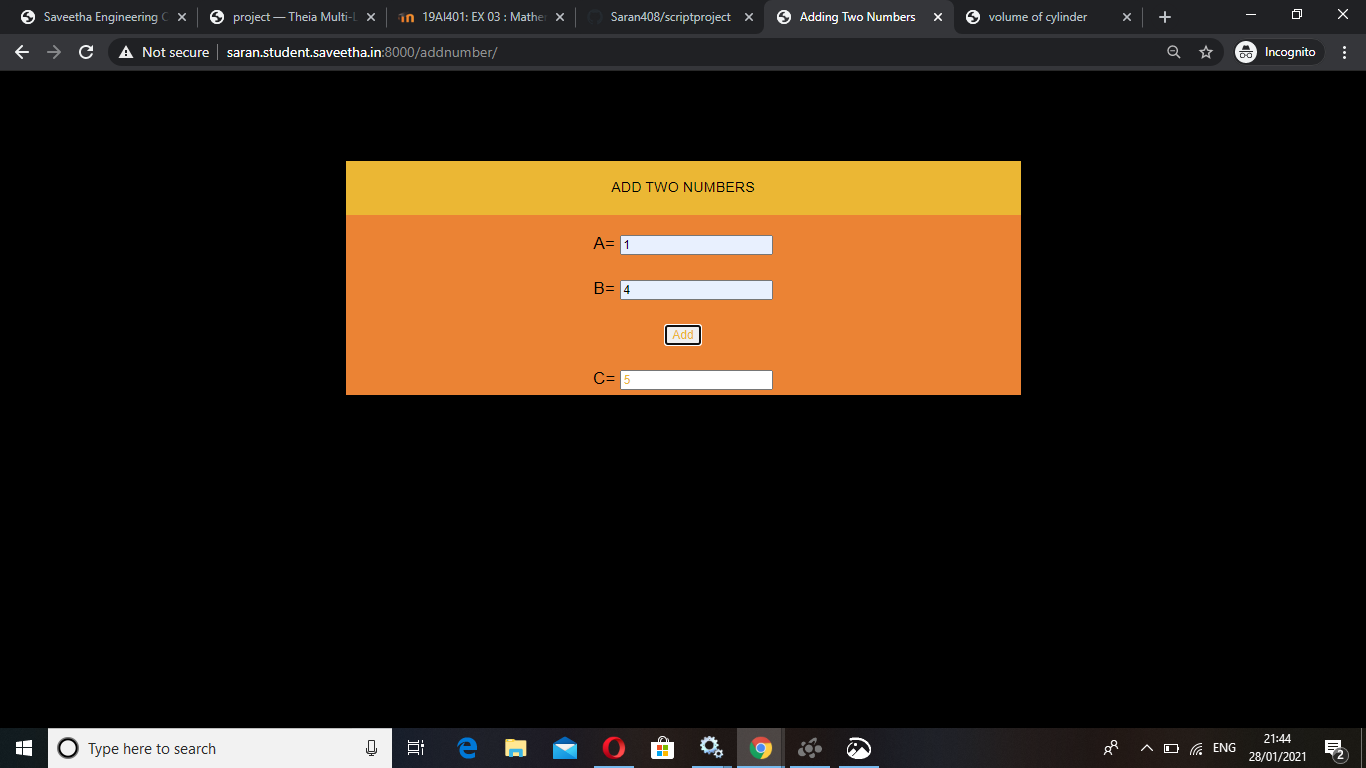 Saveetha Engineering C
project — Theia Multi-L
19AI401: EX 03 : Mathe
Saran408/scriptproject
Adding Two Numbers
volume of cylinder
Not secure
saran.student.saveetha.in:8000/addnumber/
Incognito
ADD TWO NUMBERS
A= 1
B= 4
Add
C= 5
Type here to search
ENG
21:44
28/01/2021
2